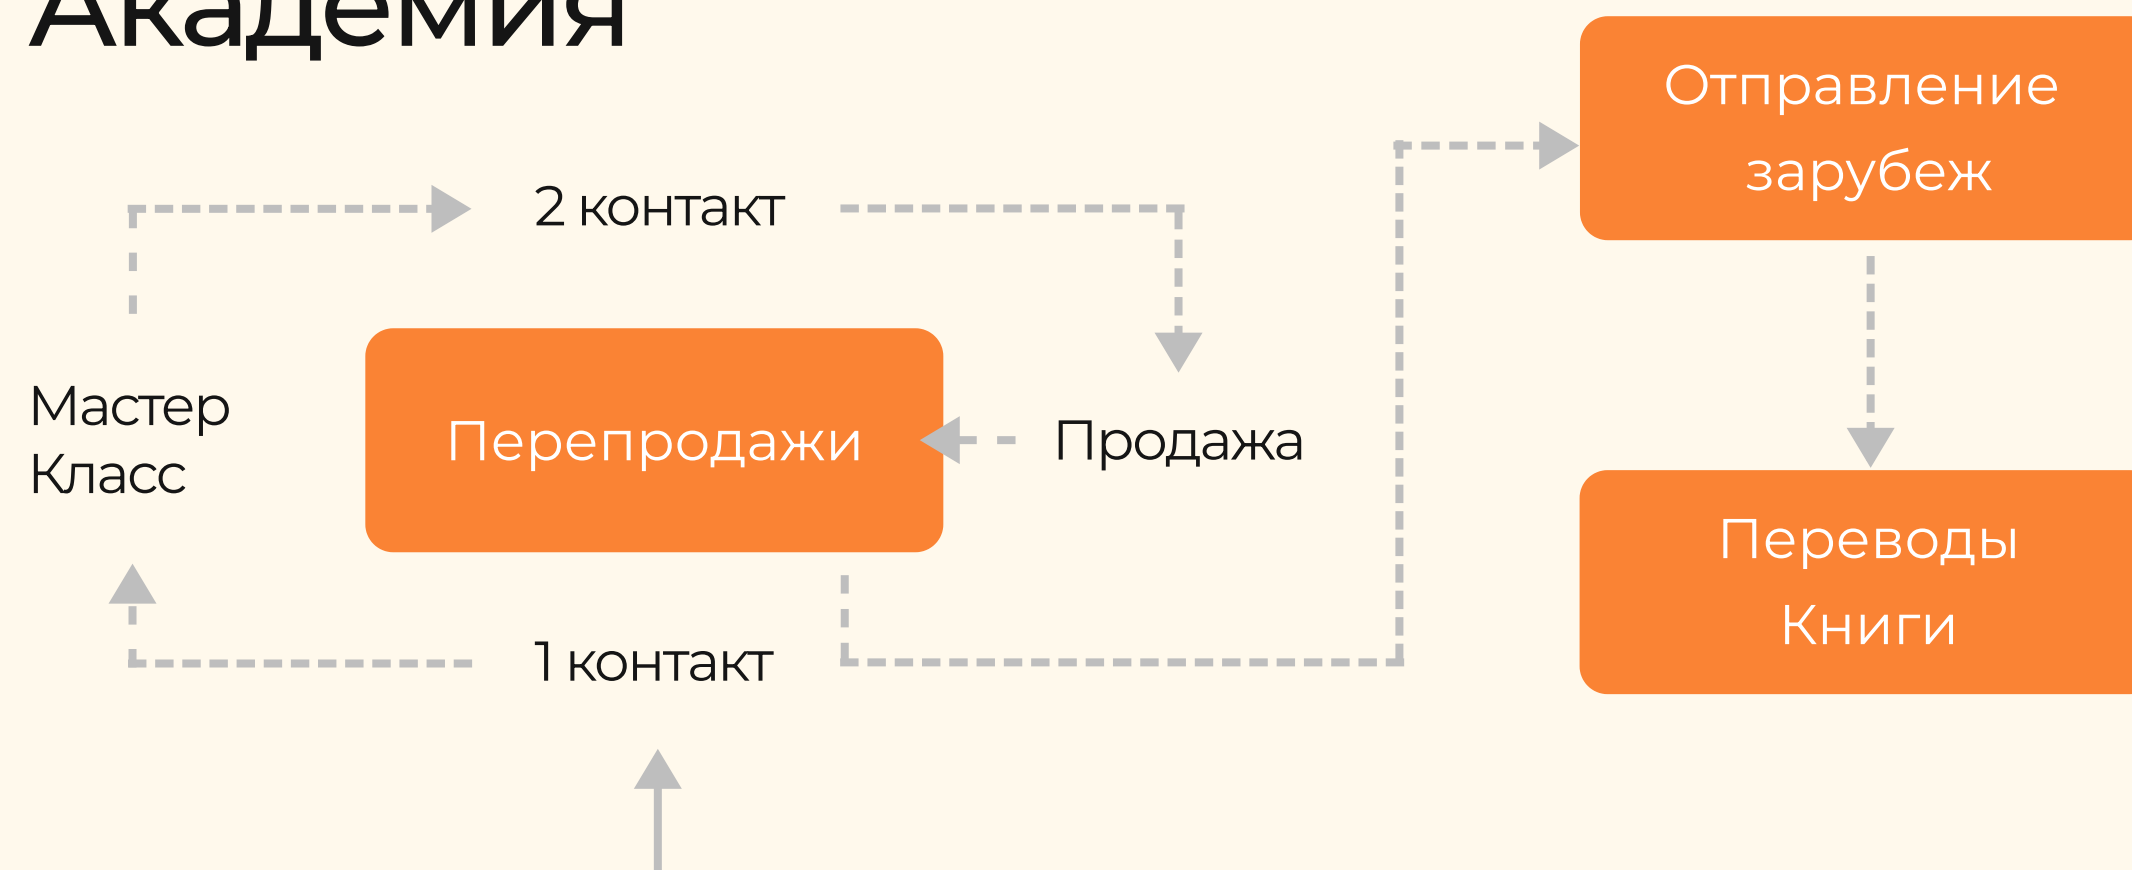 Академия
Отправление
зарубеж
2 контакт
Мастер
Класс
Перепродажи
Продажа
Переводы
Книги
1 контакт